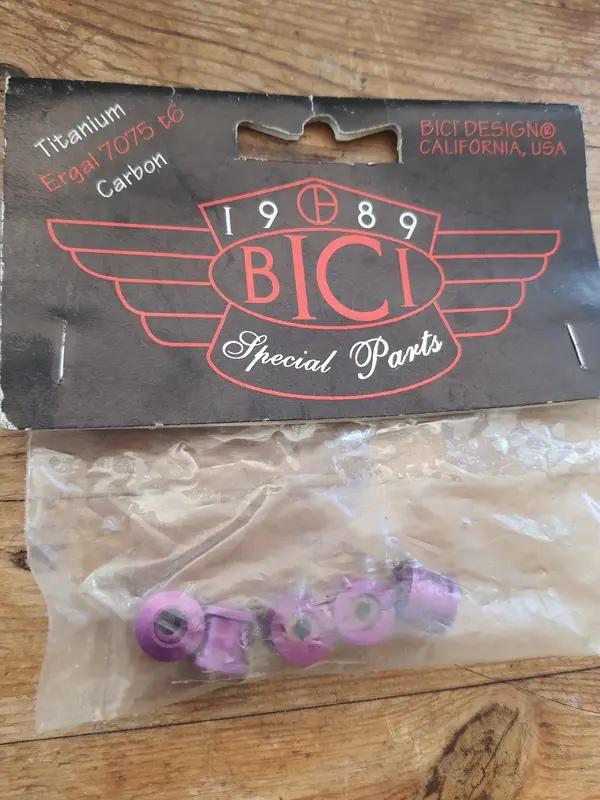 Titanium
Ergal 7075 t6
Carbon
BICI DESIGN®
CALIFORNIA, USA
1989
BICI
Special Parts